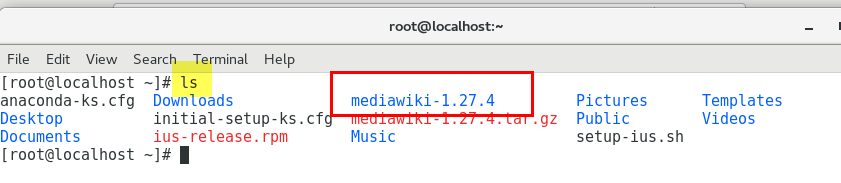 root@localhost:~
File Edit View Search Terminal Help
[root@localhost ~]# ls
anaconda-ks.cfg Downloads mediawiki-1.27.4 Pictures Templates
Desktop initial-setup-ks.cfg mediawiki-1.27.4.tar.gz Public Videos
Documents ius-release.rpm Music setup-ius.sh
[root@localhost ~]#